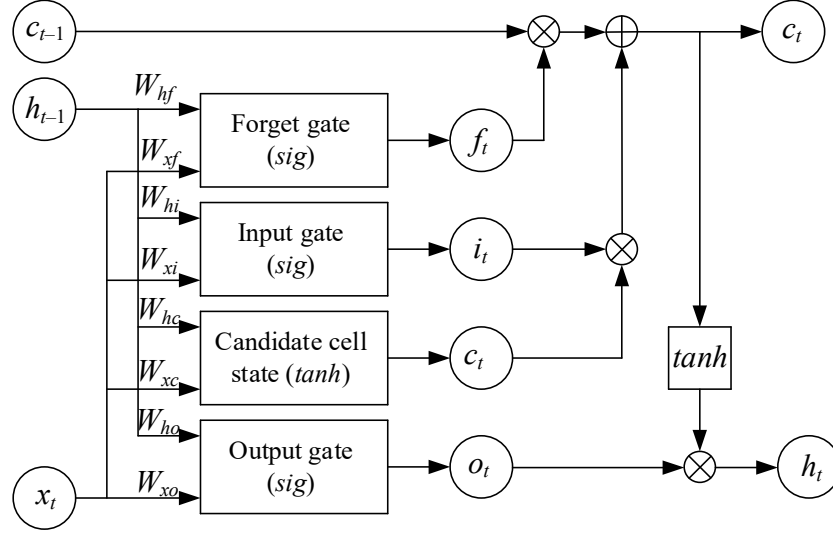 c_{t–1}
c_t
h_{t–1}
W_{hf}
Forget gate
(sig)
f_t
W_{xf}
W_{hi}
Input gate
(sig)
i_t
W_{xi}
W_{hc}
Candidate cell
state (tanh)
c_t
tanh
W_{xc}
W_{ho}
Output gate
(sig)
o_t
h_t
x_t
W_{xo}